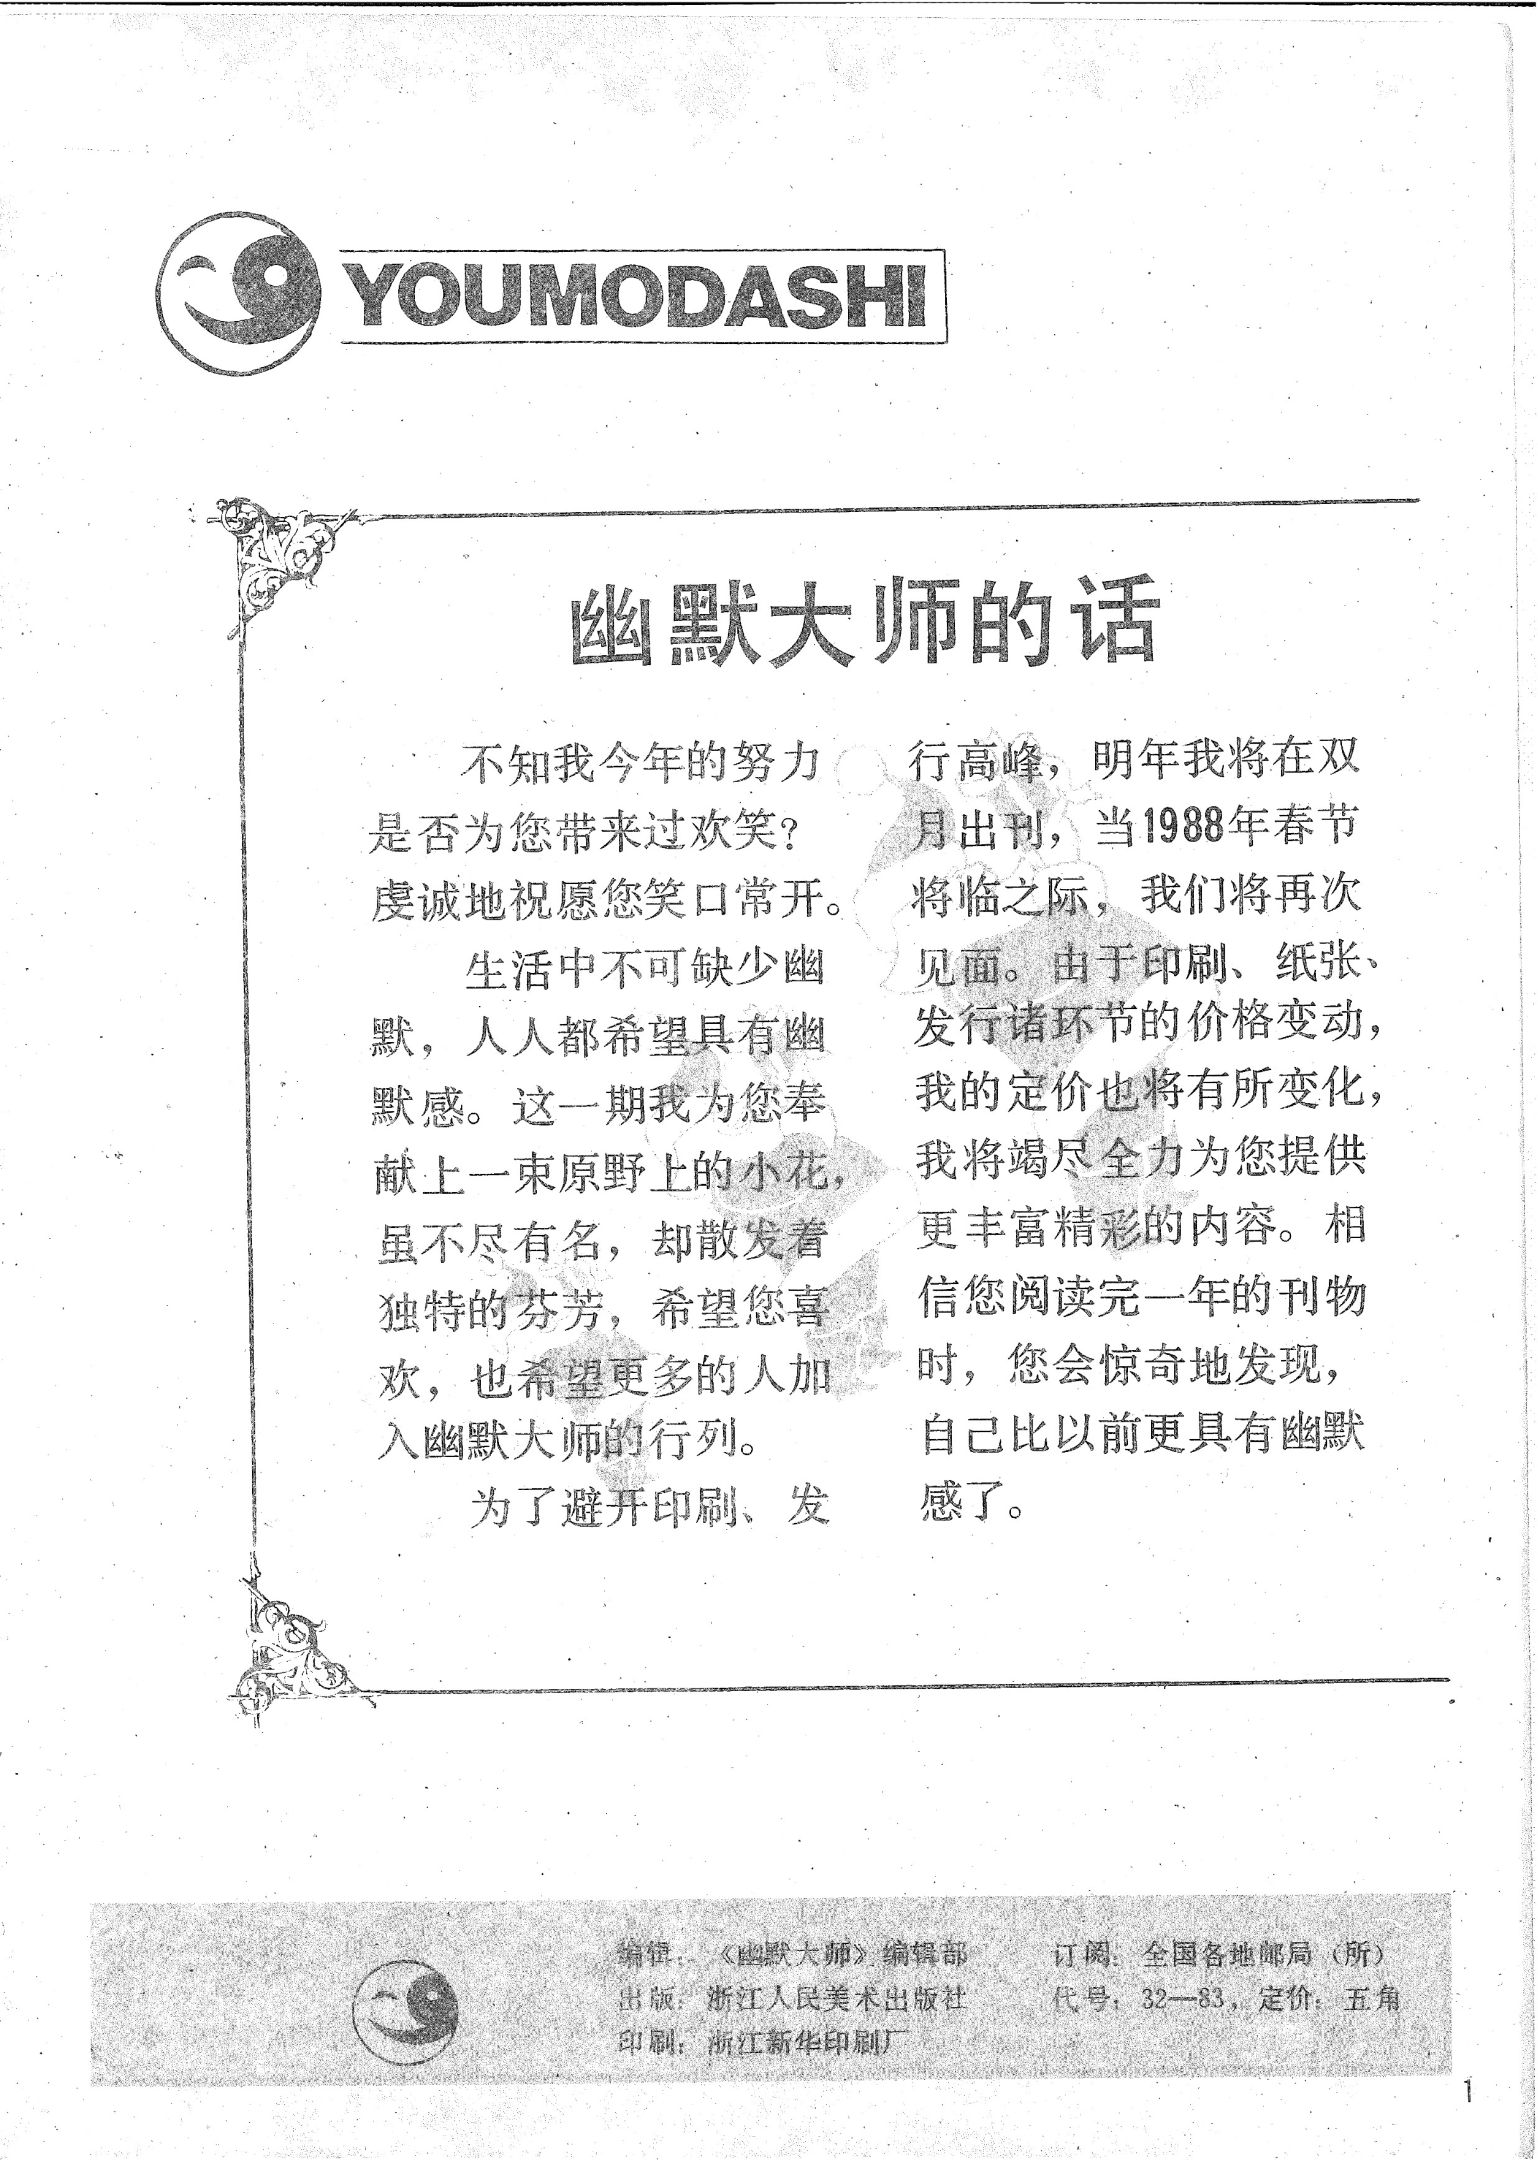 YOUMODASHI
幽默大师的话
不知我今年的努力
是否为您带来过欢笑？
虔诚地祝愿您笑口常开。
生活中不可缺少幽
默，人人都希望具有幽
默感。这一期我为您奉
献上一束原野上的小花，
虽不尽有名，却散发着
独特的芬芳，希望您喜
欢，也希望更多的人加
入幽默大师的行列。
为了避开印刷、发
行高峰，明年我将在双
月出刊，当1988年春节
将临之际，我们将再次
见面。由于印刷、纸张、
发行诸环节的价格变动，
我的定价也将有所变化，
我将竭尽全力为您提供
更丰富精彩的内容。相
信您阅读完一年的刊物
时，您会惊奇地发现，
自己比以前更具有幽默
感了。
编辑：《幽默大师》编辑部
出版：浙江人民美术出版社
印刷：浙江新华印刷厂
订阅：全国各地邮局（所）
代号：32—83，定价：五角
1